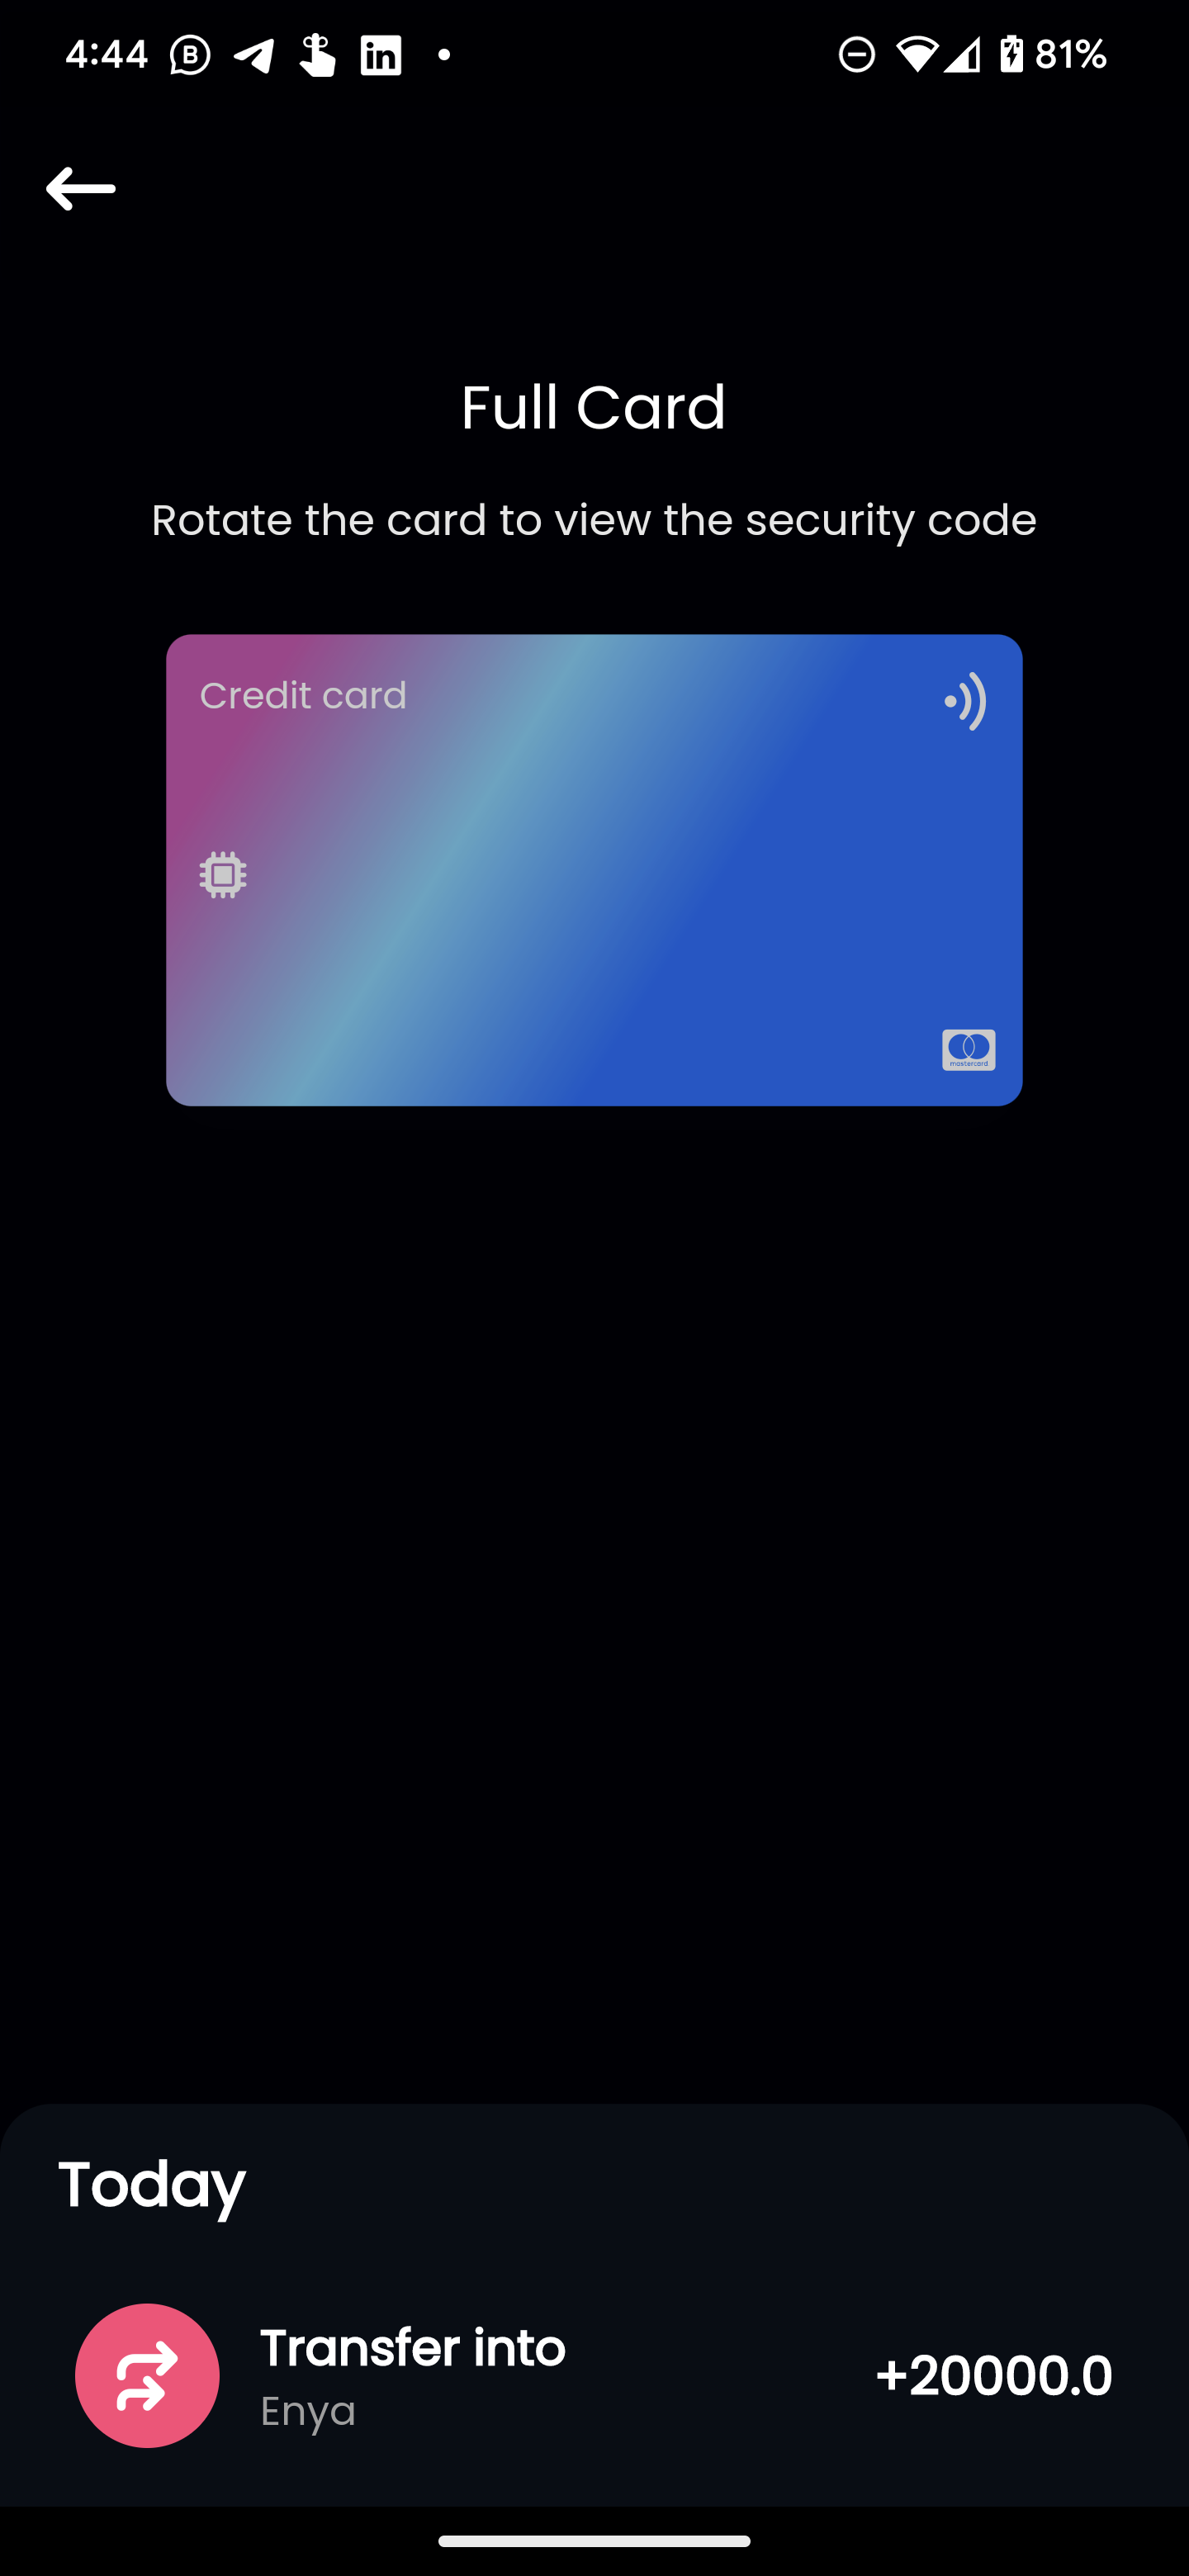 4:44
81%
Full Card
Rotate the card to view the security code
Credit card
mastercard
Today
Transfer into
Enya
+20000.0